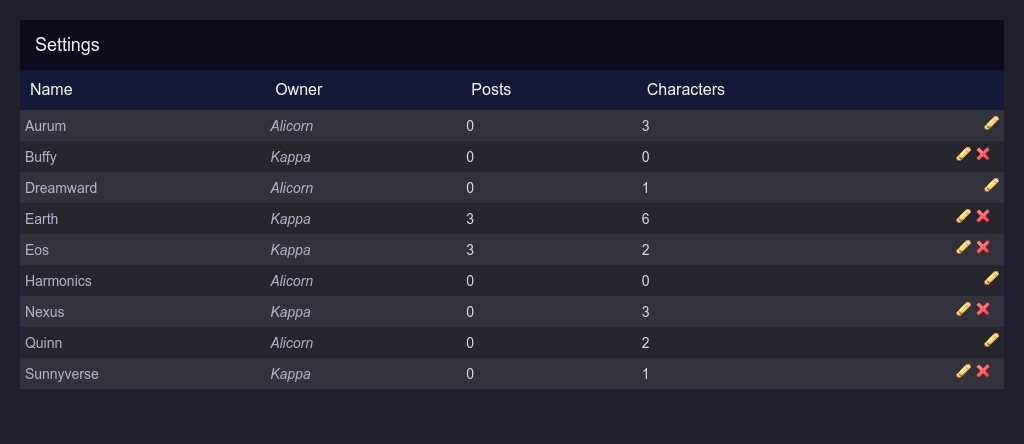 Settings
Name Owner Posts Characters
Aurum Alicorn 0 3
Buffy Kappa 0 0
Dreamward Alicorn 0 1
Earth Kappa 3 6
Eos Kappa 3 2
Harmonics Alicorn 0 0
Nexus Kappa 0 3
Quinn Alicorn 0 2
Sunnyverse Kappa 0 1